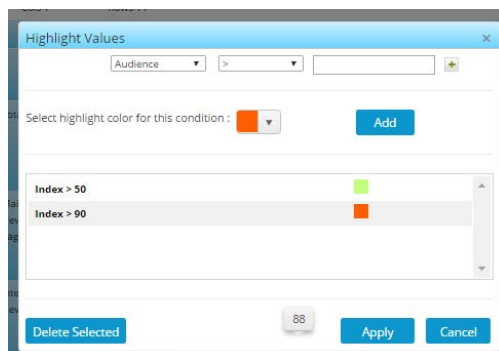 Highlight Values
Audience >
Select highlight color for this condition :
Add
Index > 50
Index > 90
88
Delete Selected
Apply Cancel